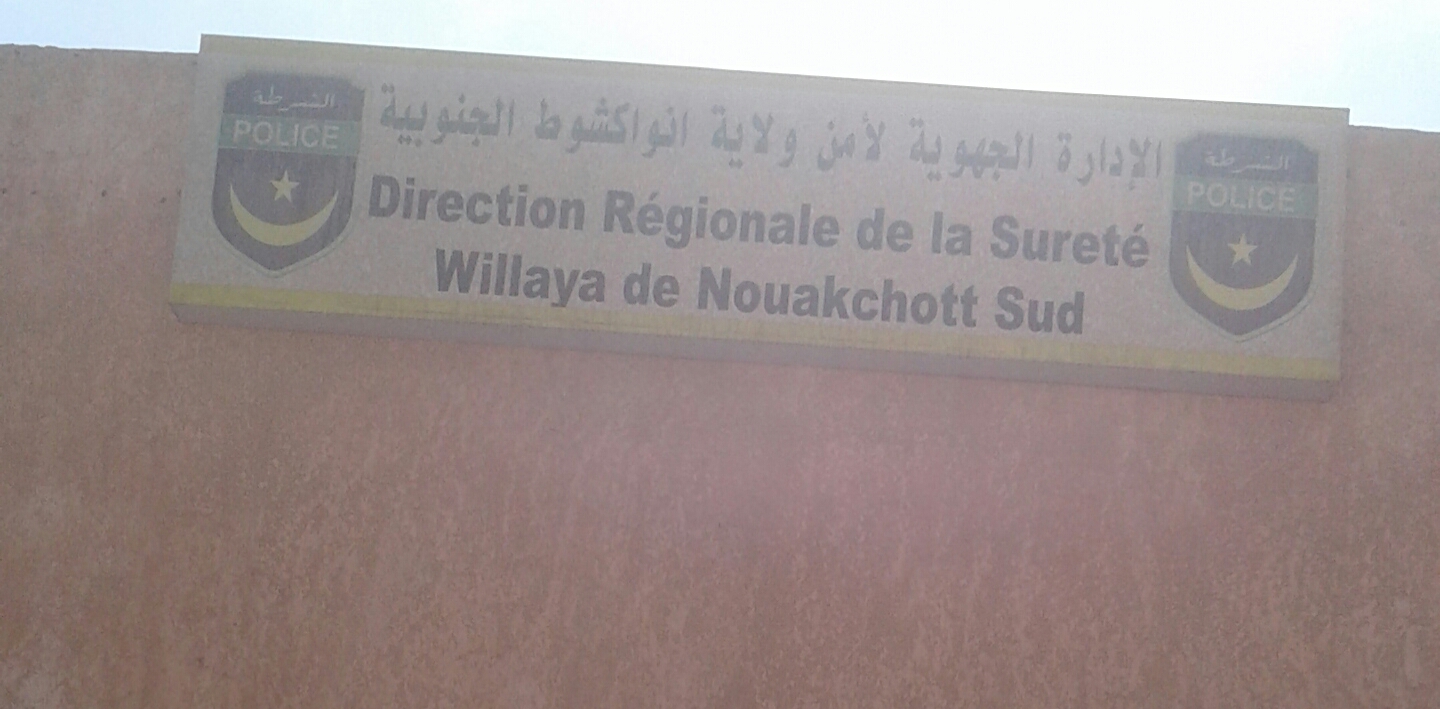 الشرطة
POLICE
الإدارة الجهوية لأمن ولاية انواكشوط الجنوبية
Direction Régionale de la Sureté
Willaya de Nouakchott Sud
الشرطة
POLICE